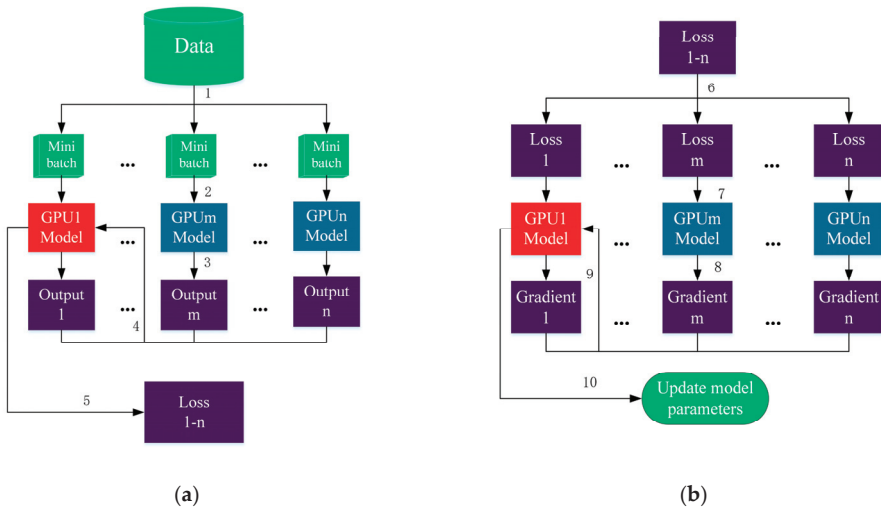 Data
1
Mini
batch
...
Mini
batch
...
Mini
batch
2
GPU1
Model
...
GPUm
Model
...
GPUn
Model
3
Output
1
...
Output
m
...
Output
n
4
5
Loss
1-n
(a)
Loss
1-n
6
Loss
1
...
Loss
m
...
Loss
n
7
GPU1
Model
...
GPUm
Model
...
GPUn
Model
9
8
Gradient
1
...
Gradient
m
...
Gradient
n
10
Update model
parameters
(b)